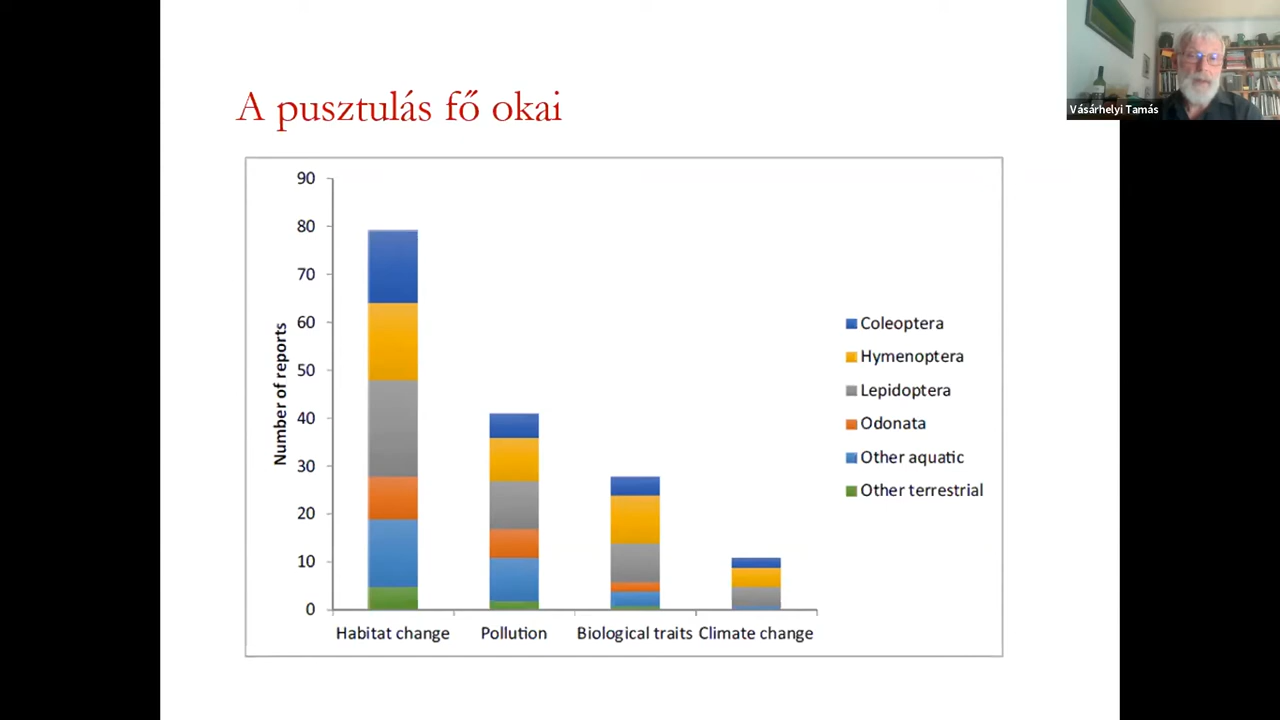 A pusztulás fő okai
Vásárhelyi Tamás
90
80
70
60
50
40
30
20
10
0
Number of reports
Habitat change Pollution Biological traits Climate change
Coleoptera
Hymenoptera
Lepidoptera
Odonata
Other aquatic
Other terrestrial